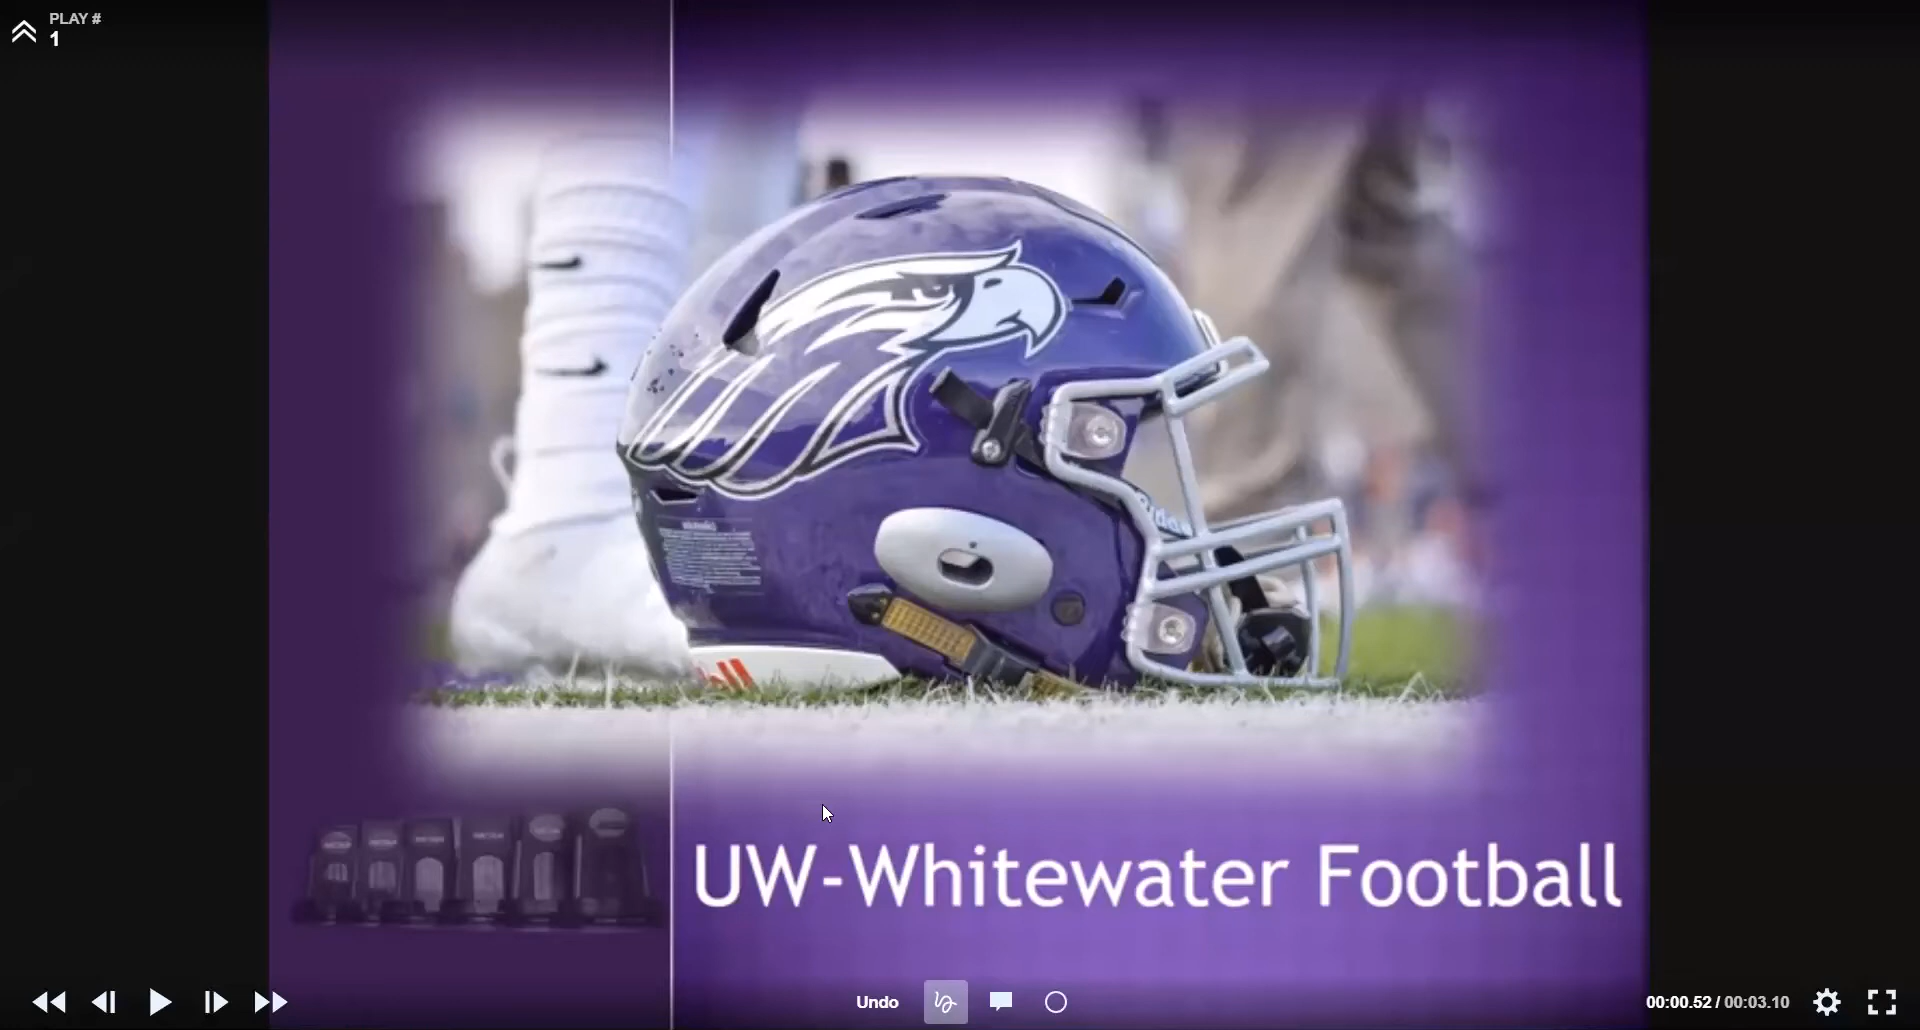 PLAY #
1
UW-Whitewater Football
Undo
00:00.52 / 00:03.10